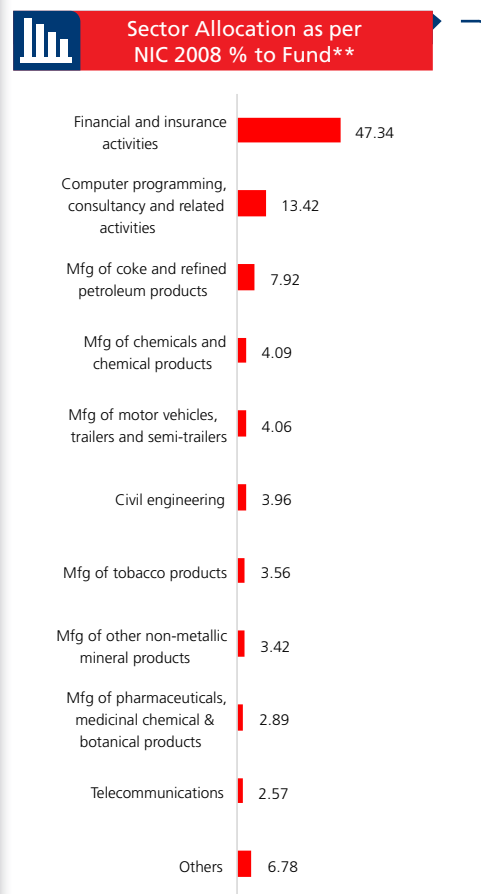 Sector Allocation as per
NIC 2008 % to Fund**
Financial and insurance
activities
47.34
Computer programming,
consultancy and related
activities
13.42
Mfg of coke and refined
petroleum products
7.92
Mfg of chemicals and
chemical products
4.09
Mfg of motor vehicles,
trailers and semi-trailers
4.06
Civil engineering
3.96
Mfg of tobacco products
3.56
Mfg of other non-metallic
mineral products
3.42
Mfg of pharmaceuticals,
medicinal chemical &
botanical products
2.89
Telecommunications
2.57
Others
6.78